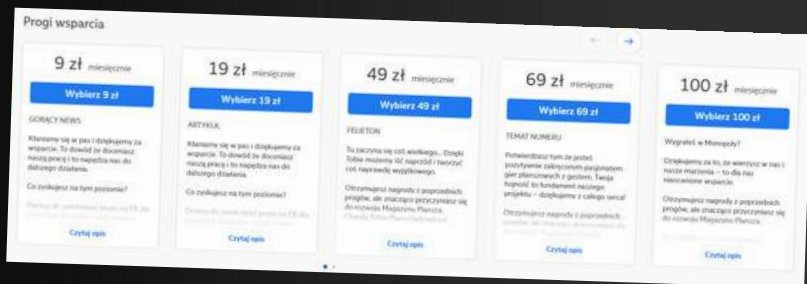 Progi wsparcia
9 zł miesięcznie
Wybierz 9 zł
GORĄCY NEWS
Kłaniamy się w pas i dziękujemy za
wsparcie. To dowód że doceniasz
naszą pracę i to napędza nas do
dalszego działania.
Co zyskujesz na tym poziomie?
Czytaj opis
19 zł miesięcznie
Wybierz 19 zł
ARTYKUŁ
Kłaniamy się w pas i dziękujemy za
wsparcie. To dowód że doceniasz
naszą pracę i to napędza nas do
dalszego działania.
Co zyskujesz na tym poziomie?
Czytaj opis
49 zł miesięcznie
Wybierz 49 zł
FELIETON
Tu zaczyna się coś wielkiego... Dzięki
Tobie możemy iść naprzód i tworzyć
coś naprawdę wyjątkowego.
Otrzymujesz nagrody z poprzednich
progów, ale znacząco przyczyniasz się
do rozwoju Magazynu Plansza.
Czytaj opis
69 zł miesięcznie
Wybierz 69 zł
TEMAT NUMERU
Potwierdzasz tym że jesteś
pozytywnie zakręconym pasjonatem
gier planszowych z gestem. Twoja
hojność to fundament naszego
projektu – dziękujemy z całego serca!
Otrzymujesz nagrody z poprzednich
Czytaj opis
100 zł miesięcznie
Wybierz 100 zł
Wygrałeś w Monopoly?
Dziękujemy za to, że wierzysz w nas i
nasze marzenia – to dla nas
nieocenione wsparcie.
Otrzymujesz nagrody z poprzednich
progów, ale znacząco przyczyniasz się
do rozwoju Magazynu Plansza.
Czytaj opis